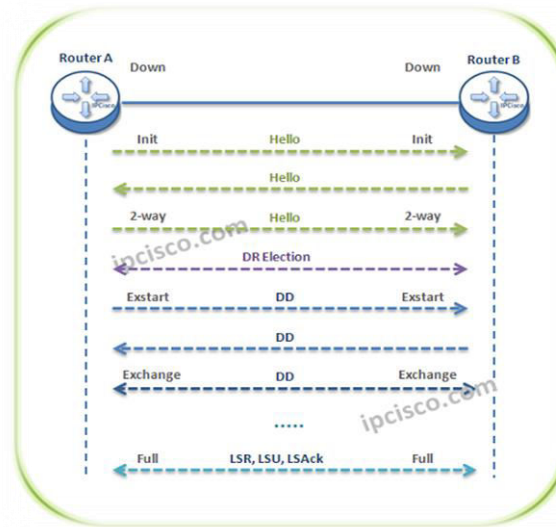 Router A Router B
Down Down
IPCisco IPCisco
Init Hello Init
Hello
2-way Hello 2-way
ipcisco.com
DR Election
Exstart DD Exstart
DD
Exchange DD Exchange
ipcisco.com
.....
Full LSR, LSU, LSAck Full